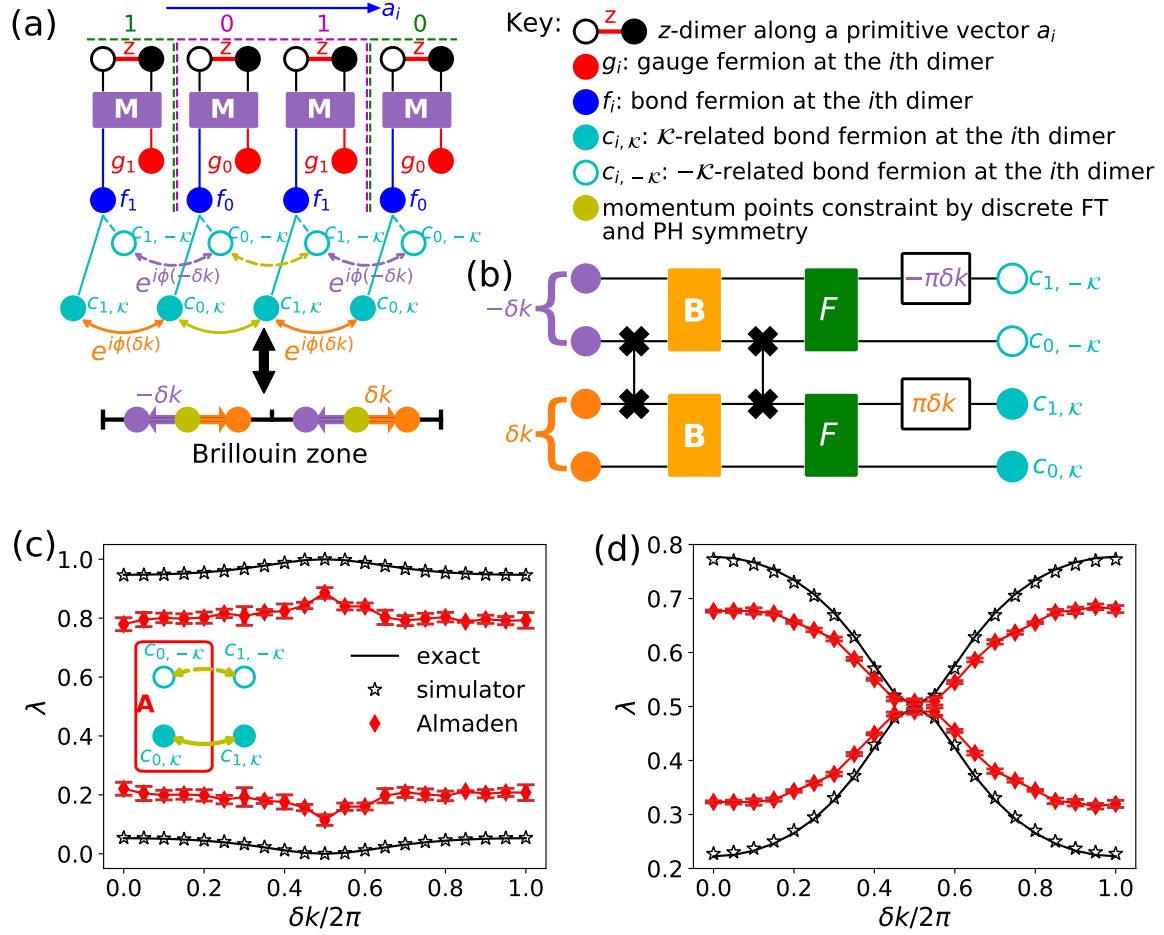 (a)
a_i
1 0 1 0
z z z z
M M M M
g_1 g_0 g_1 g_0
f_1 f_0 f_1 f_0
c_{1,−𝒦} c_{0,−𝒦} c_{1,−𝒦} c_{0,−𝒦}
e^{iϕ(−δk)} e^{iϕ(−δk)}
c_{1,𝒦} c_{0,𝒦} c_{1,𝒦} c_{0,𝒦}
e^{iϕ(δk)} e^{iϕ(δk)}
−δk δk
Brillouin zone
Key:
z z-dimer along a primitive vector a_i
g_i: gauge fermion at the ith dimer
f_i: bond fermion at the ith dimer
c_{i,𝒦}: 𝒦-related bond fermion at the ith dimer
c_{i,−𝒦}: −𝒦-related bond fermion at the ith dimer
momentum points constraint by discrete FT
and PH symmetry
(b)
−δk { B F −πδk c_{1,−𝒦}
c_{0,−𝒦}
δk { B F πδk c_{1,𝒦}
c_{0,𝒦}
(c)
λ
1.0
0.8
0.6
0.4
0.2
0.0
c_{0,−𝒦} c_{1,−𝒦}
A
c_{0,𝒦} c_{1,𝒦}
exact
simulator
Almaden
0.0 0.2 0.4 0.6 0.8 1.0
δk/2π
(d)
λ
0.8
0.7
0.6
0.5
0.4
0.3
0.2
0.0 0.2 0.4 0.6 0.8 1.0
δk/2π